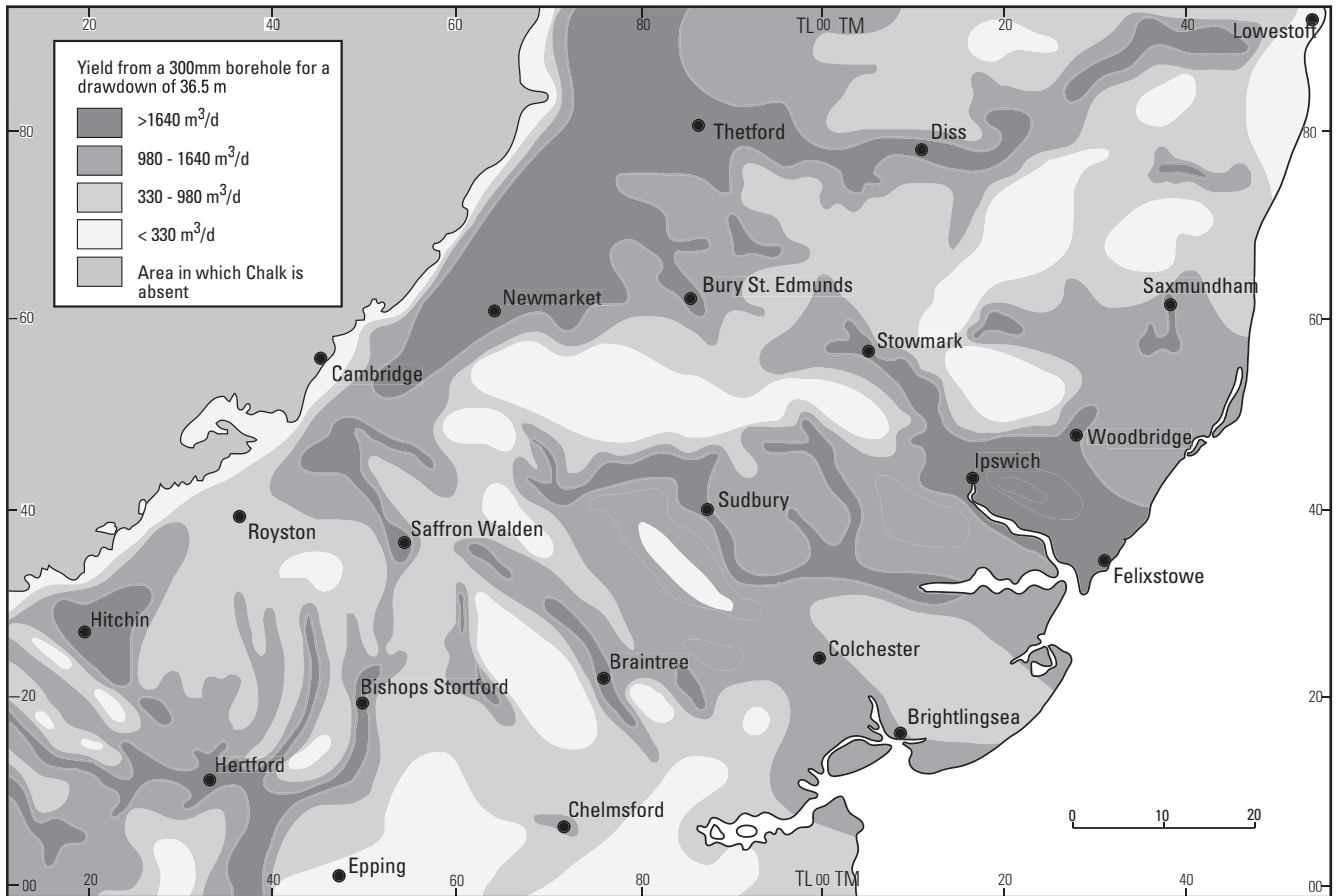 20 60 80 TL 00 TM 20 40
Lowestoft
Yield from a 300mm borehole for a
drawdown of 36.5 m
>1640 m³/d
980 - 1640 m³/d
330 - 980 m³/d
< 330 m³/d
Area in which Chalk is
absent
80 80
Thetford
Diss
Bury St. Edmunds
Saxmundham
Newmarket
60 60
Stowmark
Cambridge
Woodbridge
Ipswich
Sudbury
40 40
Royston
Saffron Walden
Felixstowe
Hitchin
Colchester
Braintree
Bishops Stortford
20 20
Brightlingsea
Hertford
Chelmsford
0 10 20
Epping
00 20 40 60 80 TL 00 TM 20 40 00